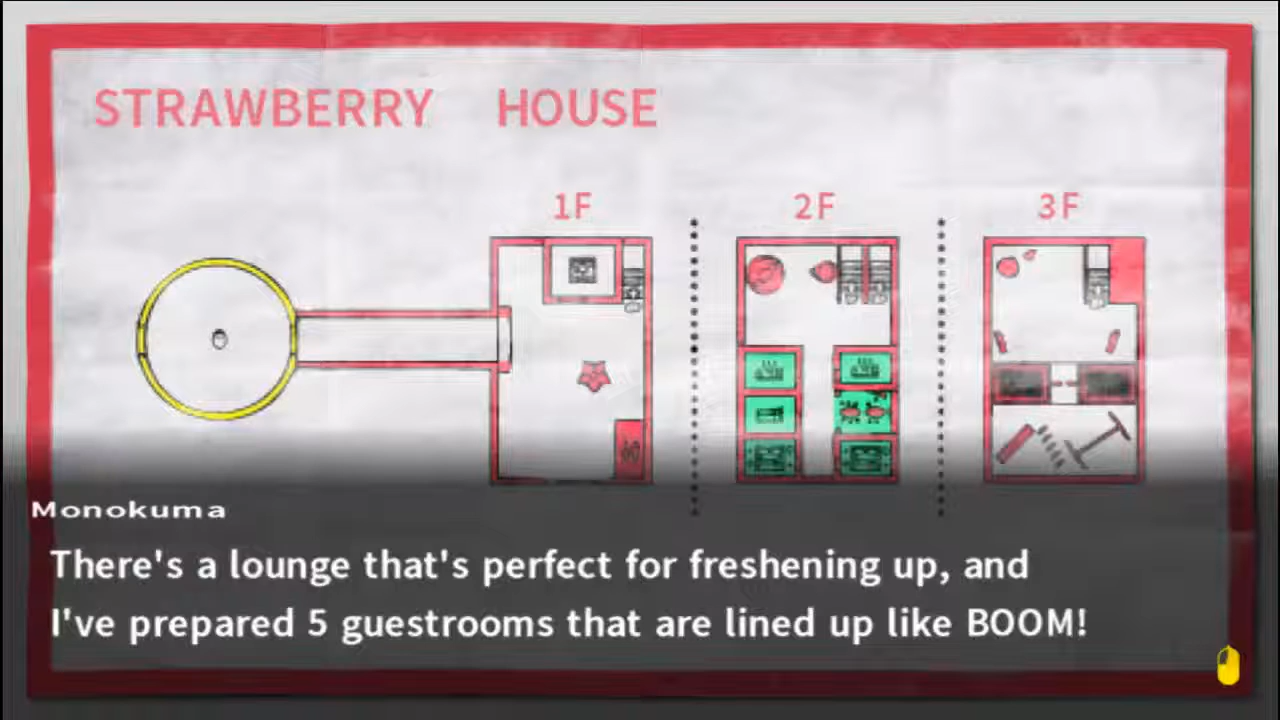 STRAWBERRY HOUSE
1F 2F 3F
Monokuma
There's a lounge that's perfect for freshening up, and
I've prepared 5 guestrooms that are lined up like BOOM!